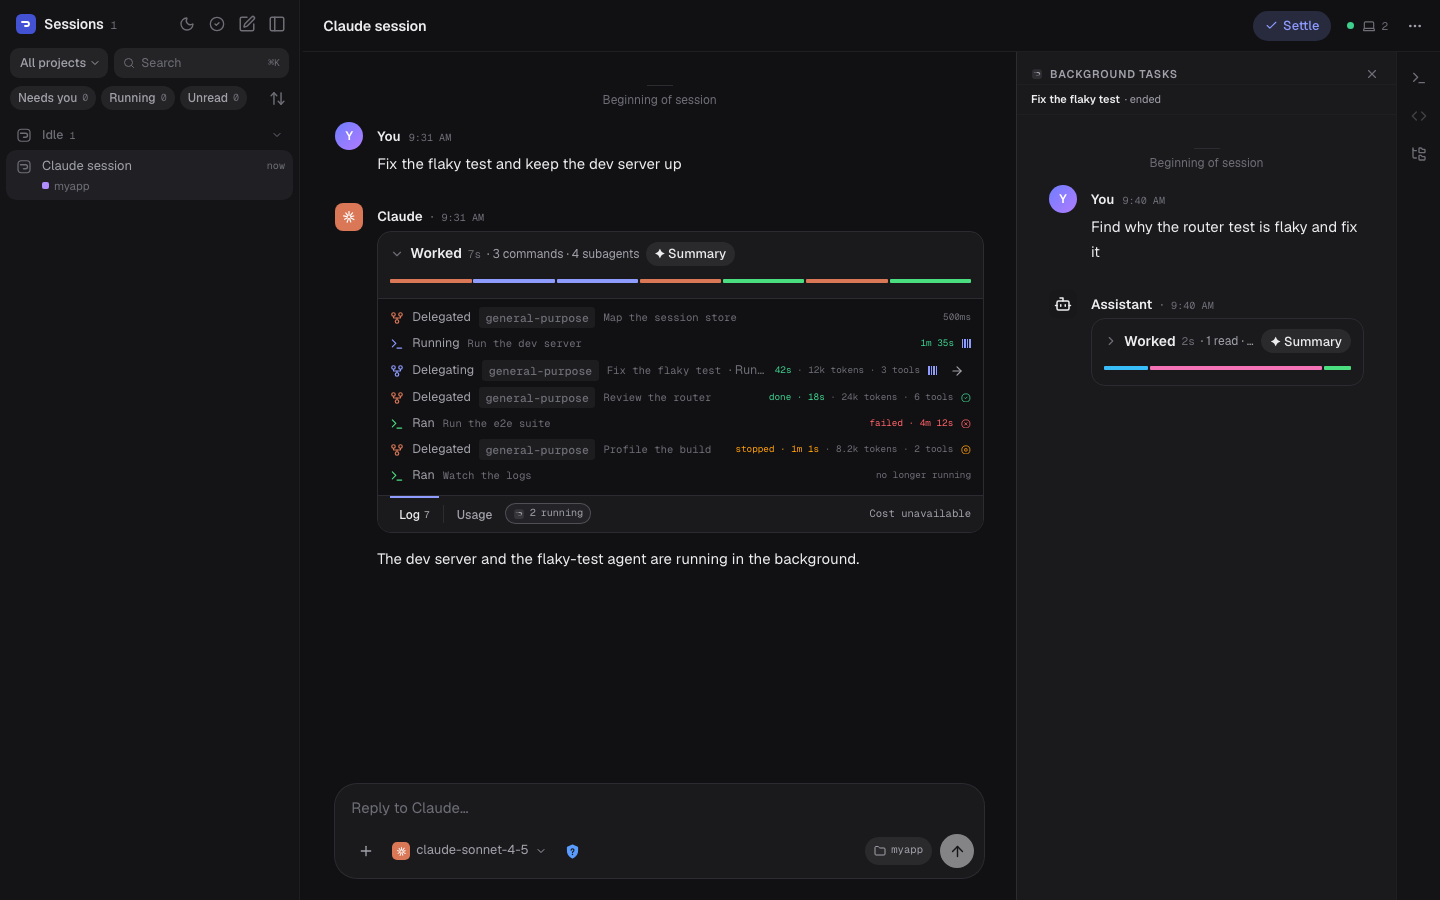 Sessions 1
All projects
Search ⌘K
Needs you 0
Running 0
Unread 0
Idle 1
Claude session now
myapp
Claude session
Settle
2
Beginning of session
Y
You 9:31 AM
Fix the flaky test and keep the dev server up
Claude · 9:31 AM
Worked 7s · 3 commands · 4 subagents Summary
Delegated general-purpose Map the session store 500ms
Running Run the dev server 1m 35s
Delegating general-purpose Fix the flaky test · Run… 42s · 12k tokens · 3 tools
Delegated general-purpose Review the router done · 18s · 24k tokens · 6 tools
Ran Run the e2e suite failed · 4m 12s
Delegated general-purpose Profile the build stopped · 1m 1s · 8.2k tokens · 2 tools
Ran Watch the logs no longer running
Log 7 Usage 2 running Cost unavailable
The dev server and the flaky-test agent are running in the background.
Reply to Claude…
claude-sonnet-4-5
myapp
BACKGROUND TASKS
Fix the flaky test · ended
Beginning of session
Y
You 9:40 AM
Find why the router test is flaky and fix
it
Assistant · 9:40 AM
Worked 2s · 1 read · … Summary